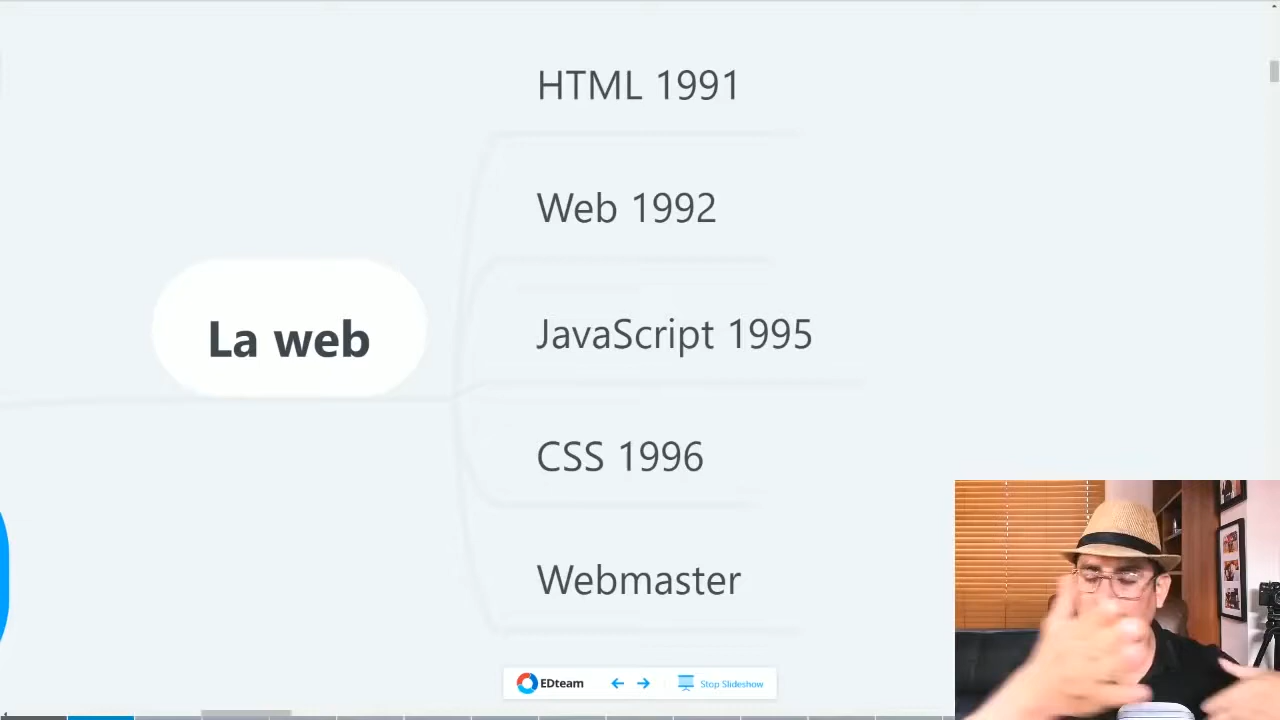 HTML 1991
Web 1992
La web
JavaScript 1995
CSS 1996
Webmaster
EDteam
Stop Slideshow